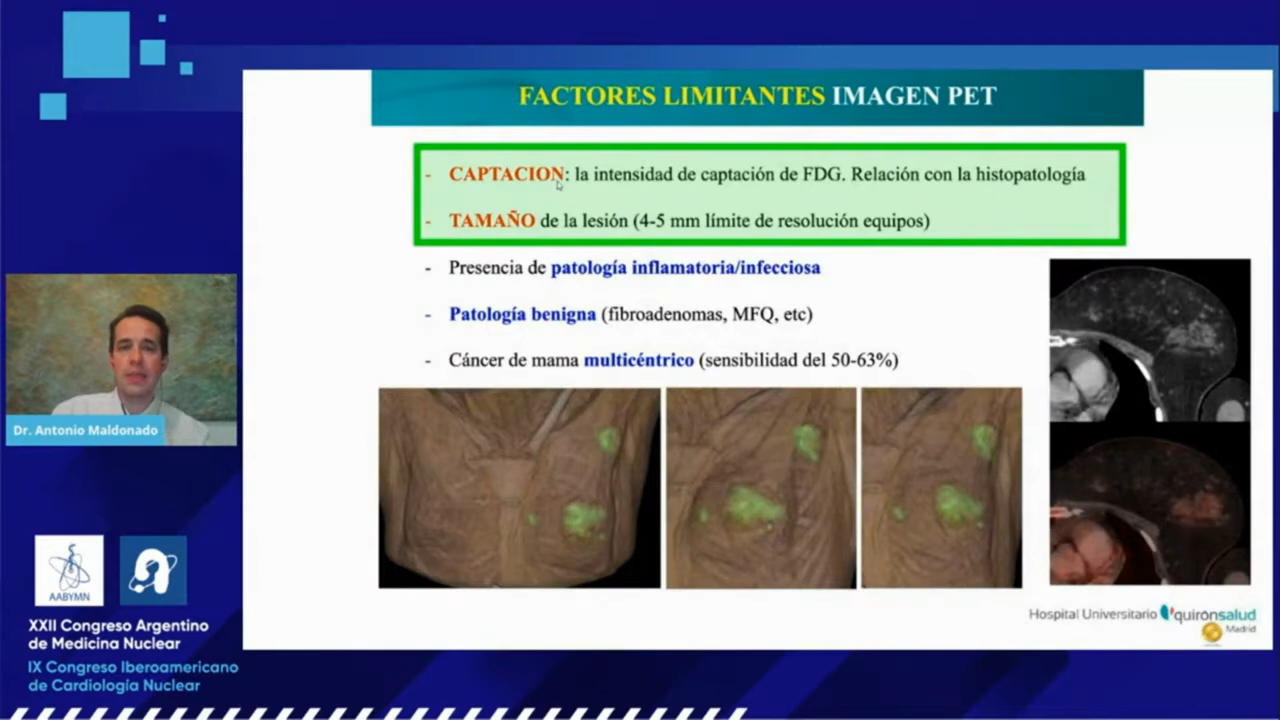 FACTORES LIMITANTES IMAGEN PET
- CAPTACION: la intensidad de captación de FDG. Relación con la histopatología
- TAMAÑO de la lesión (4-5 mm límite de resolución equipos)
- Presencia de patología inflamatoria/infecciosa
- Patología benigna (fibroadenomas, MFQ, etc)
- Cáncer de mama multicéntrico (sensibilidad del 50-63%)
Dr. Antonio Maldonado
AABYMN
XXII Congreso Argentino
de Medicina Nuclear
IX Congreso Iberoamericano
de Cardiología Nuclear
Hospital Universitario quirónsalud
Madrid